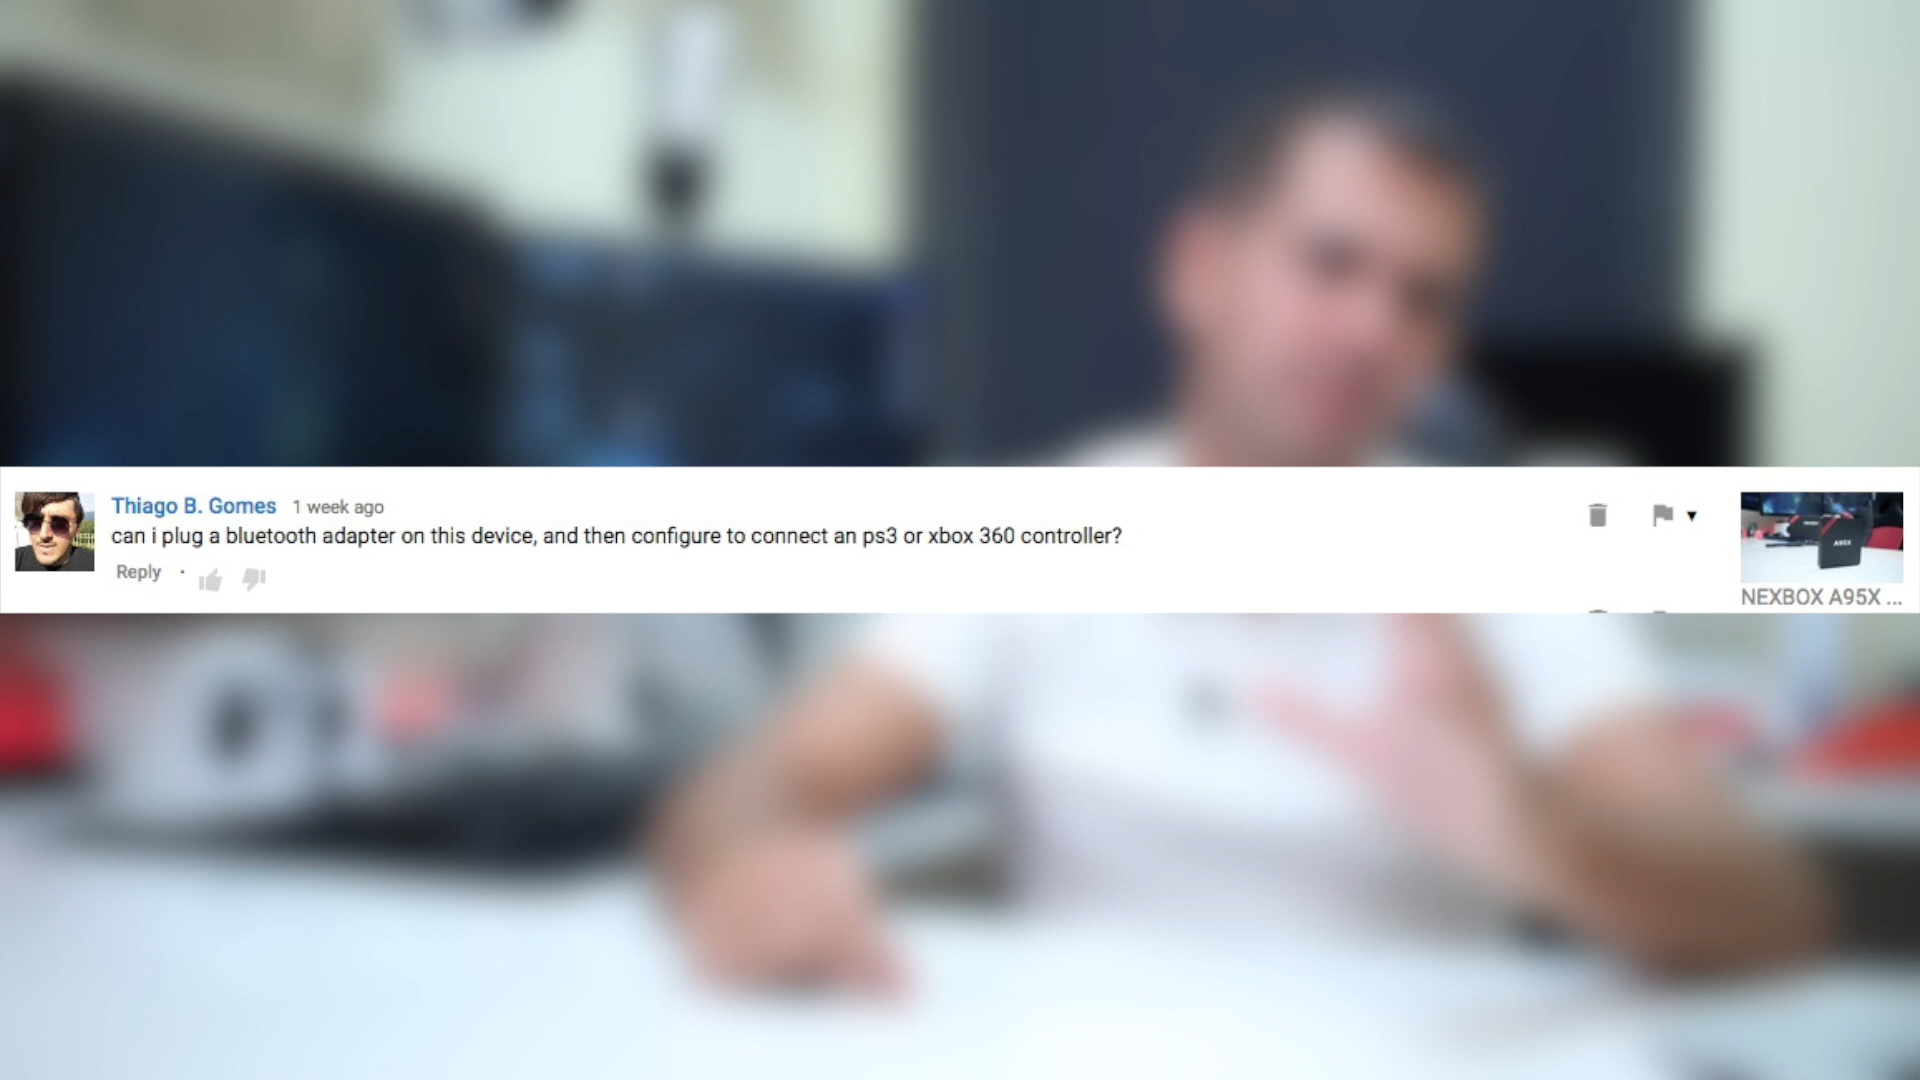 Thiago B. Gomes 1 week ago
can i plug a bluetooth adapter on this device, and then configure to connect an ps3 or xbox 360 controller?
Reply ·
A95X
NEXBOX A95X ...